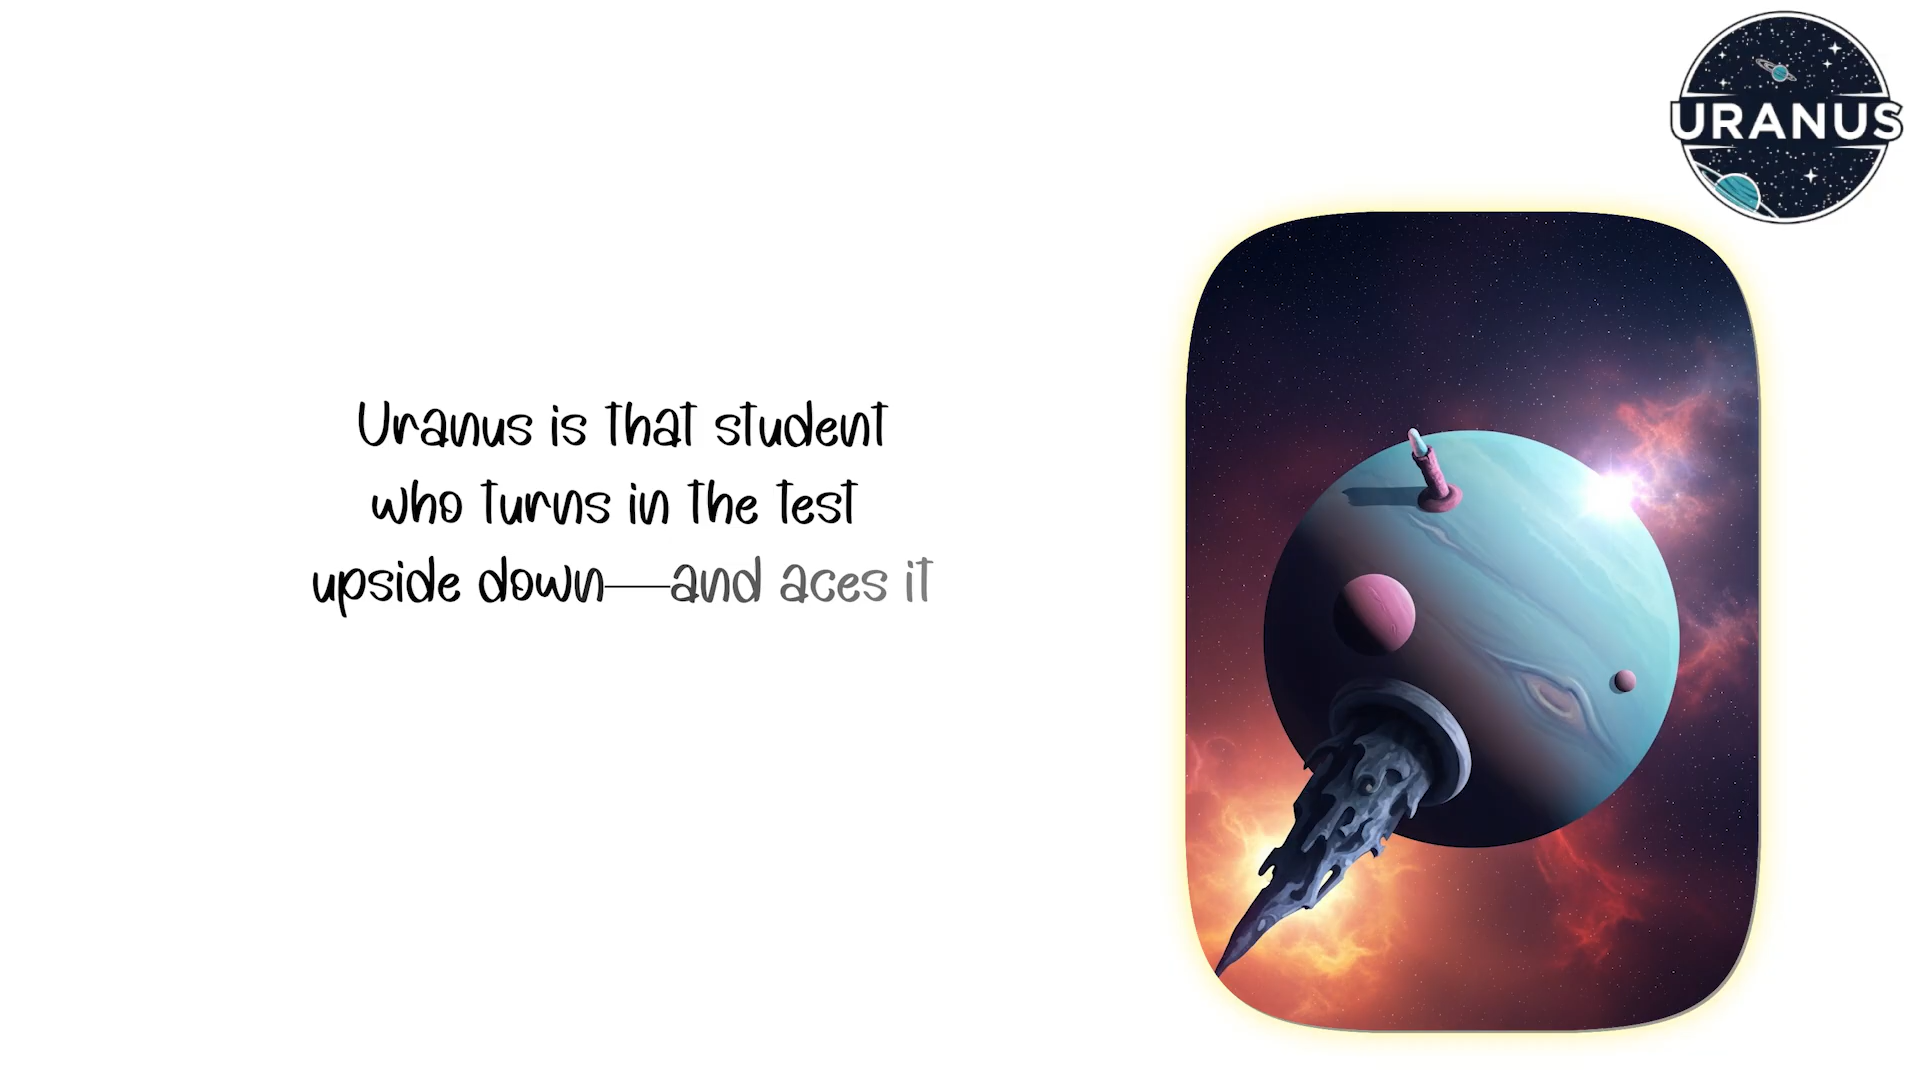 URANUS
Uranus is that student
who turns in the test
upside down—and aces it